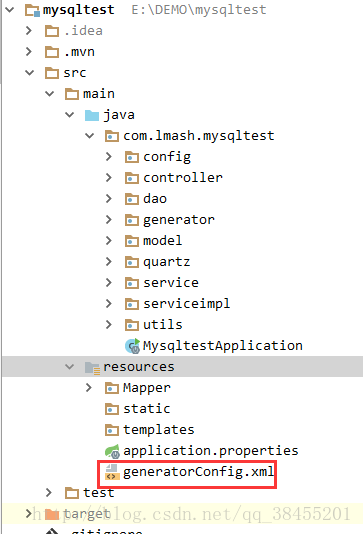 mysqltest E:\DEMO\mysqltest
.idea
.mvn
src
main
java
com.lmash.mysqltest
config
controller
dao
generator
model
quartz
service
serviceimpl
utils
MysqltestApplication
resources
Mapper
static
templates
application.properties
generatorConfig.xml
test
target
http://blog.csdn.net/qq_38455201
.gitignore